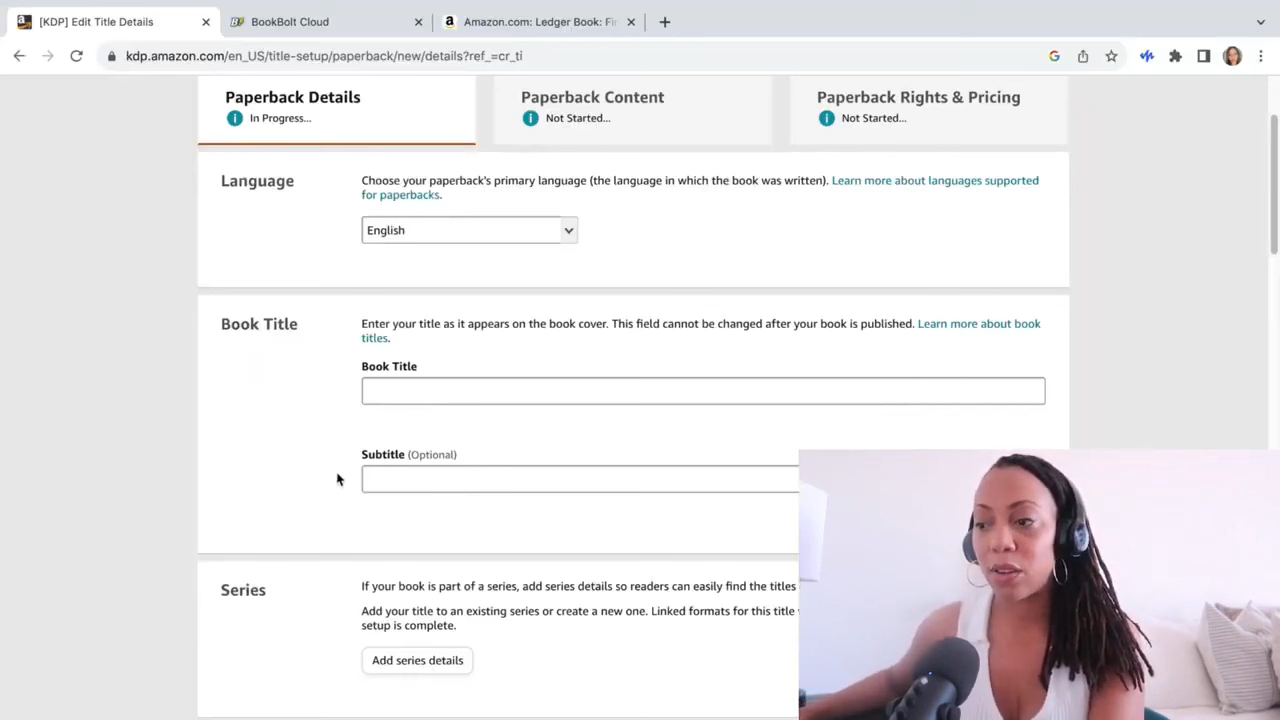 [KDP] Edit Title Details
BookBolt Cloud
Amazon.com: Ledger Book: Fi
kdp.amazon.com/en_US/title-setup/paperback/new/details?ref_=cr_ti
Paperback Details
In Progress...
Paperback Content
Not Started...
Paperback Rights & Pricing
Not Started...
Language
Choose your paperback's primary language (the language in which the book was written). Learn more about languages supported
for paperbacks.
English
Book Title
Enter your title as it appears on the book cover. This field cannot be changed after your book is published. Learn more about book
titles.
Book Title
Subtitle (Optional)
Series
If your book is part of a series, add series details so readers can easily find the titles
Add your title to an existing series or create a new one. Linked formats for this title
setup is complete.
Add series details